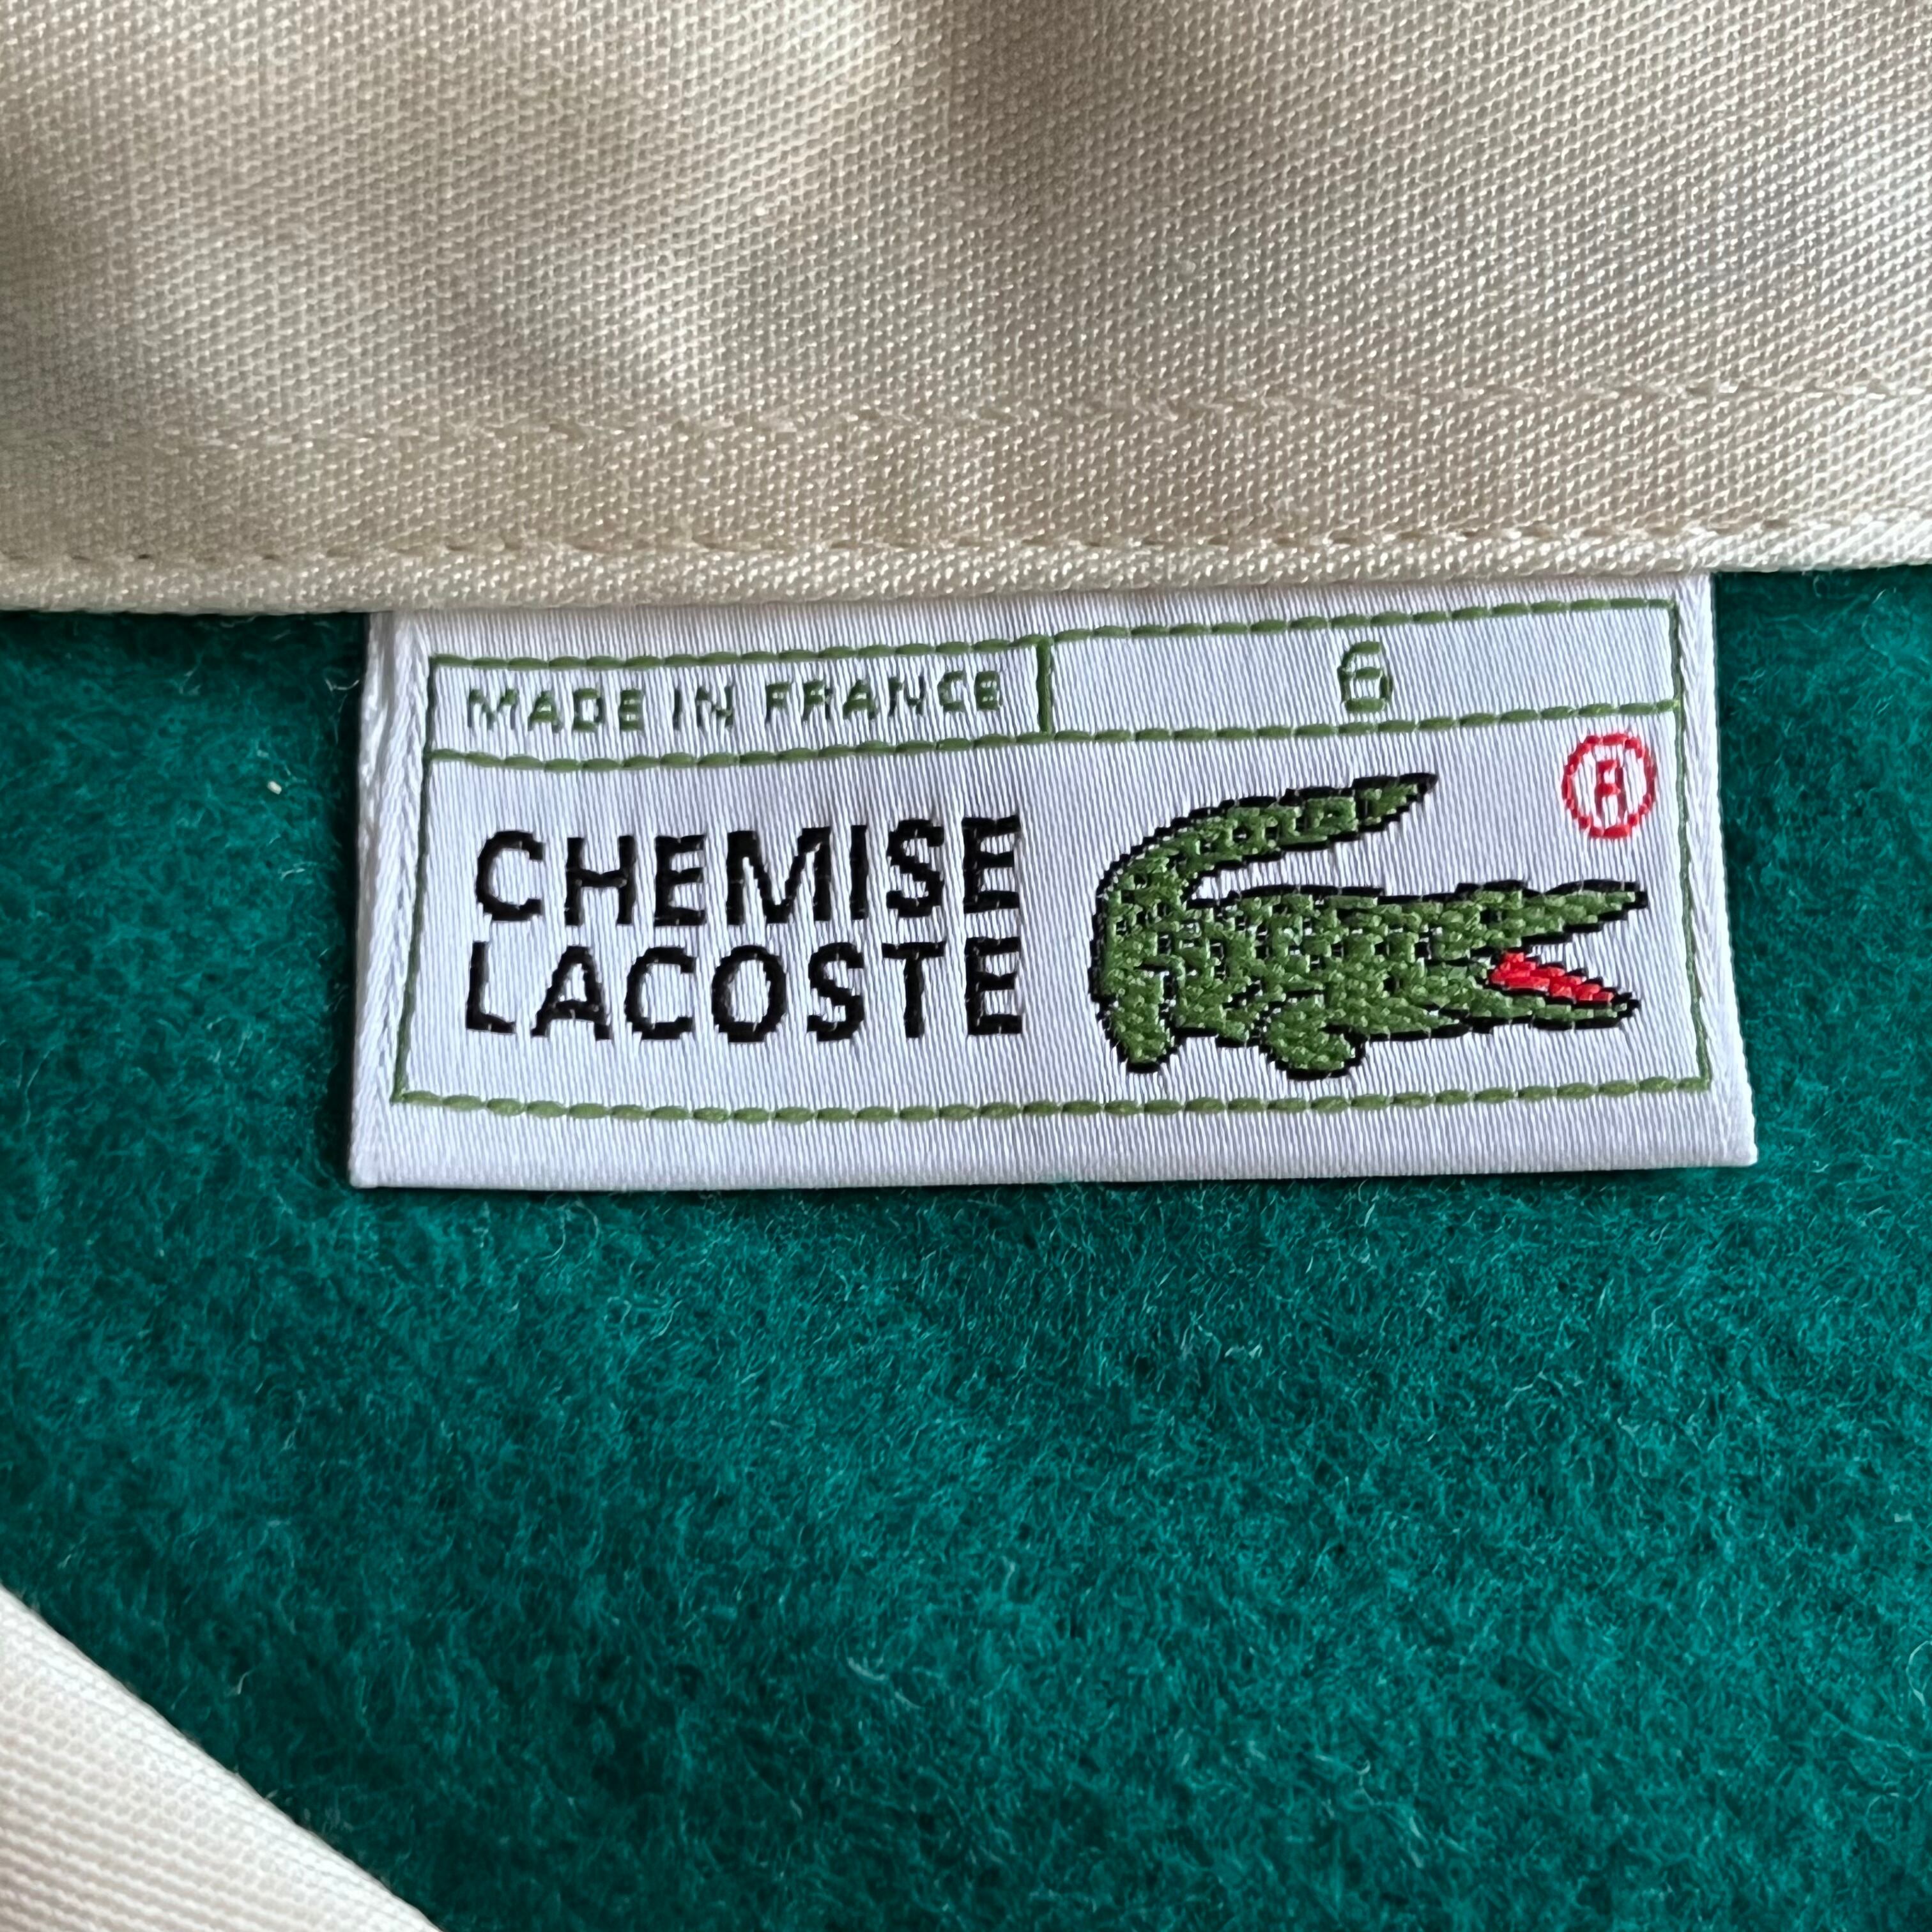 MADE IN FRANCE 6
CHEMISE ®
LACOSTE